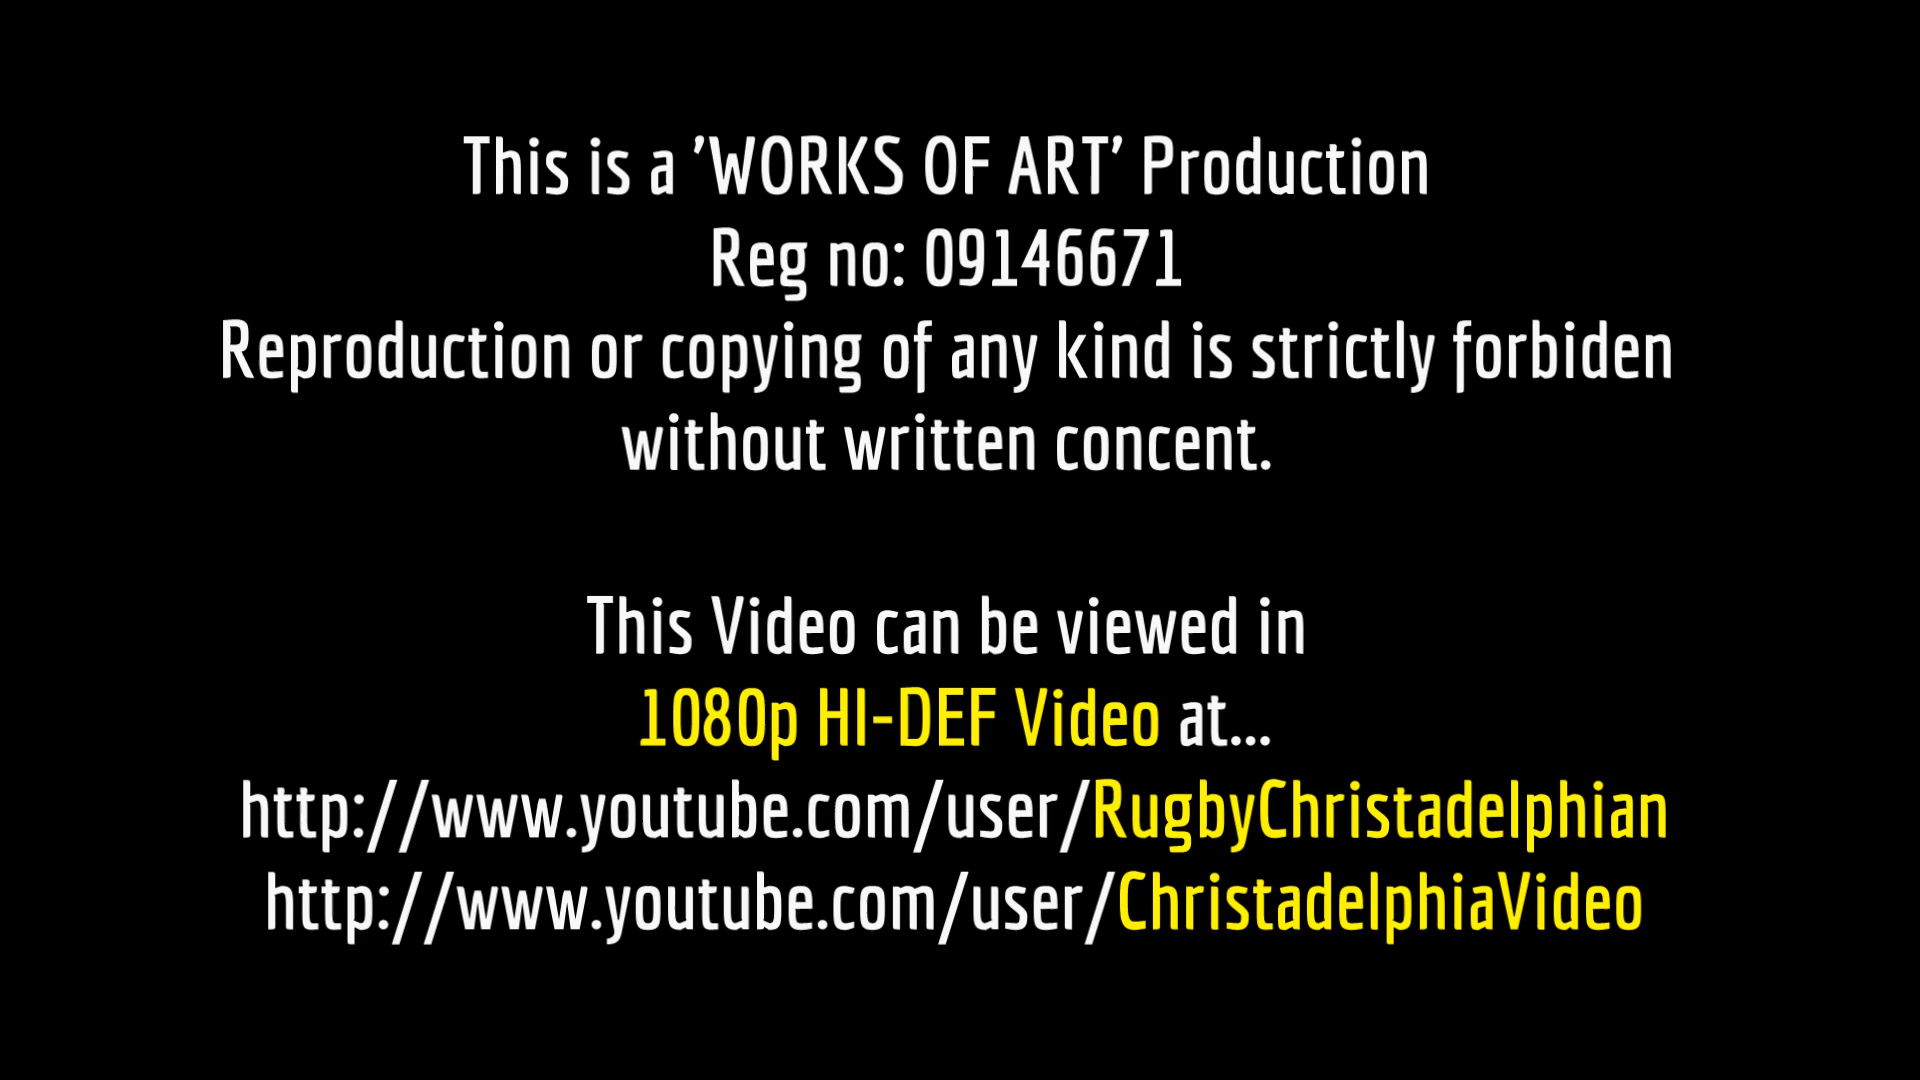 This is a 'WORKS OF ART' Production
Reg no: 09146671
Reproduction or copying of any kind is strictly forbiden
without written concent.
This Video can be viewed in
1080p HI-DEF Video at...
http://www.youtube.com/user/RugbyChristadelphian
http://www.youtube.com/user/ChristadelphiaVideo